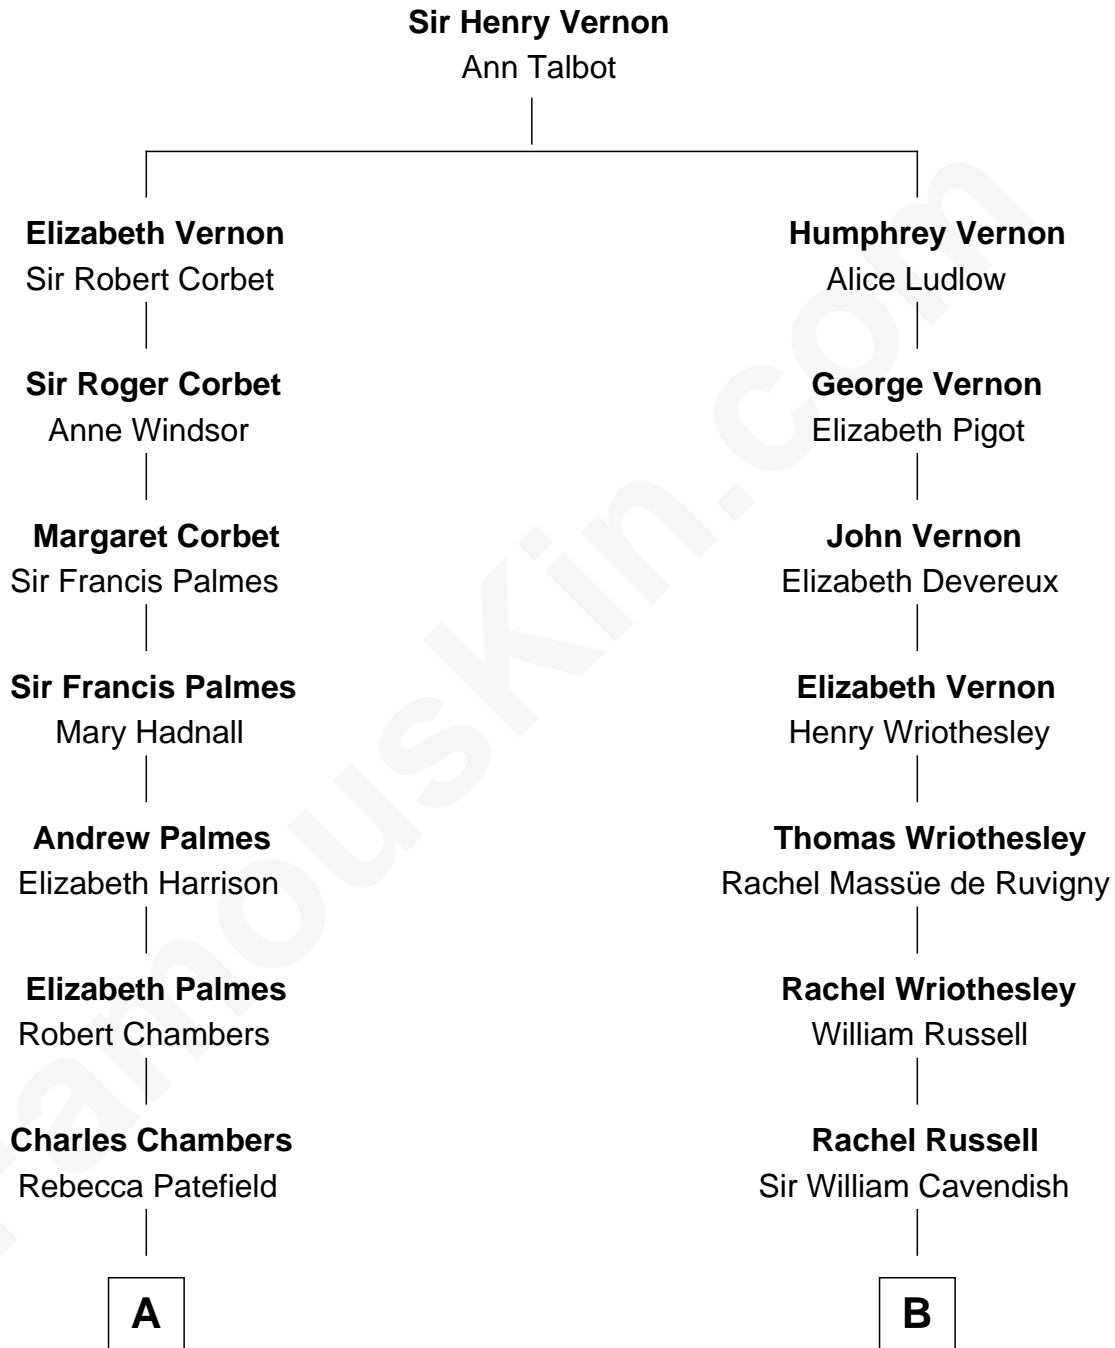 Sir Henry Vernon
Ann Talbot
Elizabeth Vernon
Sir Robert Corbet
Humphrey Vernon
Alice Ludlow
Sir Roger Corbet
Anne Windsor
George Vernon
Elizabeth Pigot
Margaret Corbet
Sir Francis Palmes
John Vernon
Elizabeth Devereux
Sir Francis Palmes
Mary Hadnall
Elizabeth Vernon
Henry Wriothesley
Andrew Palmes
Elizabeth Harrison
Thomas Wriothesley
Rachel Massüe de Ruvigny
Elizabeth Palmes
Robert Chambers
Rachel Wriothesley
William Russell
Charles Chambers
Rebecca Patefield
Rachel Russell
Sir William Cavendish
A
B
FamousKin.com